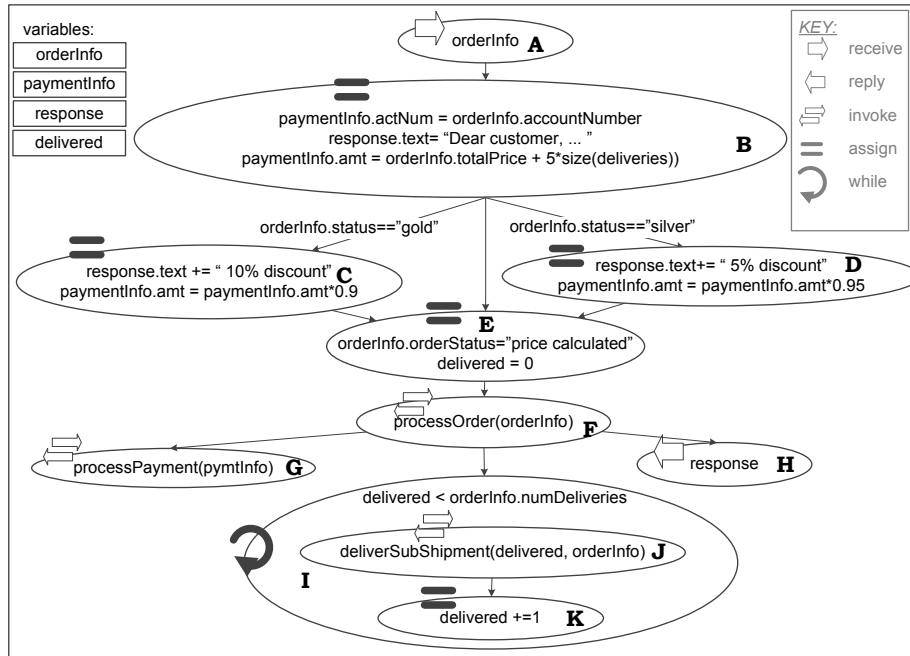 variables:
orderInfo
paymentInfo
response
delivered
KEY:
receive
reply
invoke
assign
while
orderInfo A
paymentInfo.actNum = orderInfo.accountNumber
response.text= “Dear customer, ... ”
paymentInfo.amt = orderInfo.totalPrice + 5*size(deliveries))
B
orderInfo.status==”gold”
orderInfo.status==”silver”
response.text += “ 10% discount” C
paymentInfo.amt = paymentInfo.amt*0.9
response.text+= “ 5% discount” D
paymentInfo.amt = paymentInfo.amt*0.95
E
orderInfo.orderStatus=”price calculated”
delivered = 0
processOrder(orderInfo) F
processPayment(pymtInfo) G
response H
delivered < orderInfo.numDeliveries
deliverSubShipment(delivered, orderInfo) J
I
delivered +=1 K